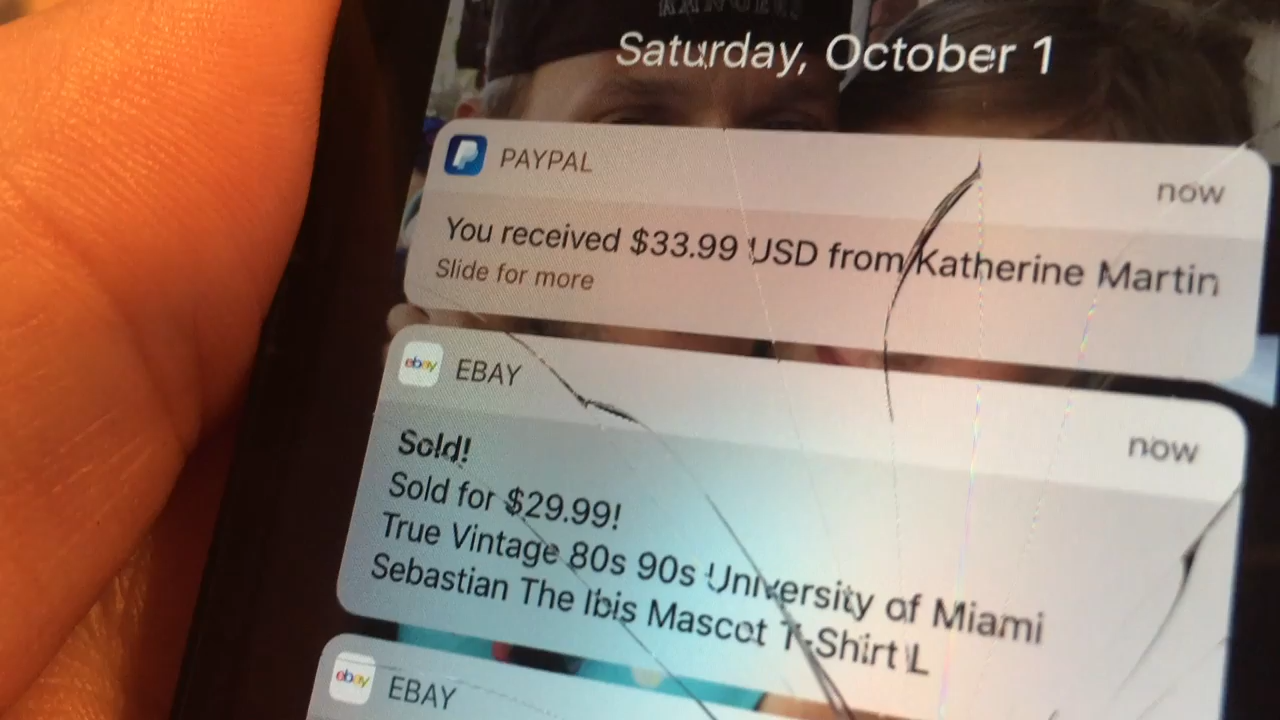 RANGERS
Saturday, October 1
PAYPAL
now
You received $33.99 USD from Katherine Martin
Slide for more
ebay
EBAY
now
Sold!
Sold for $29.99!
True Vintage 80s 90s University of Miami
Sebastian The Ibis Mascot T-Shirt L
ebay
EBAY